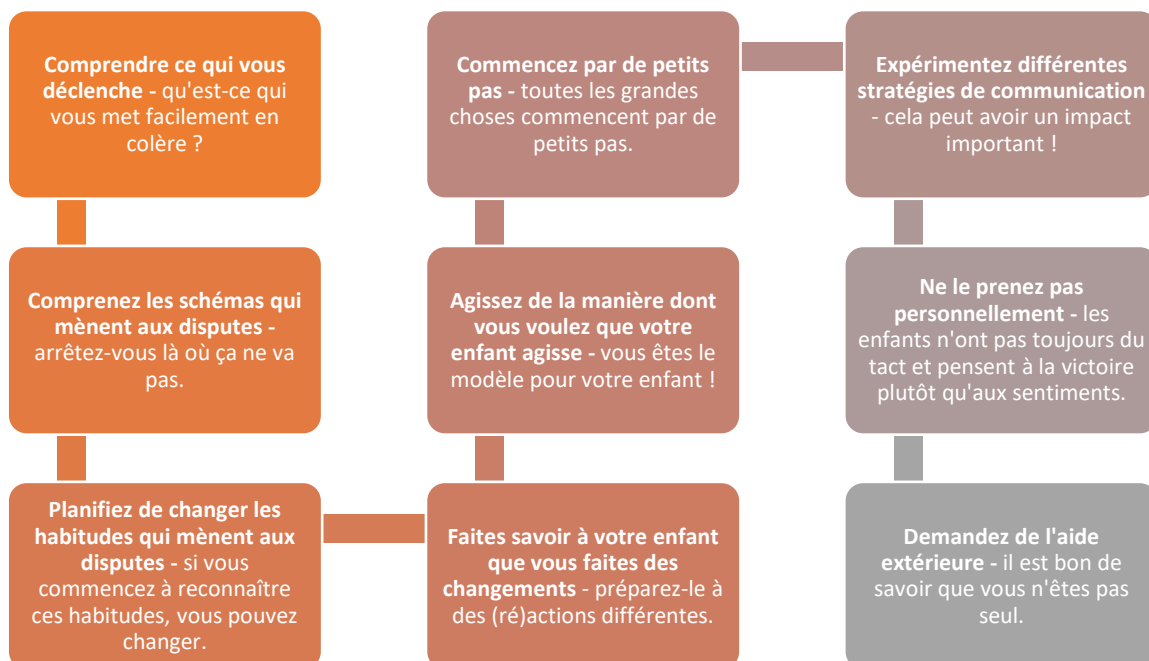 Comprendre ce qui vous
déclenche - qu'est-ce qui
vous met facilement en
colère ?
Comprenez les schémas qui
mènent aux disputes -
arrêtez-vous là où ça ne va
pas.
Planifiez de changer les
habitudes qui mènent aux
disputes - si vous
commencez à reconnaître
ces habitudes, vous pouvez
changer.
Faites savoir à votre enfant
que vous faites des
changements - préparez-le à
des (ré)actions différentes.
Agissez de la manière dont
vous voulez que votre
enfant agisse - vous êtes le
modèle pour votre enfant !
Commencez par de petits
pas - toutes les grandes
choses commencent par de
petits pas.
Expérimentez différentes
stratégies de communication
- cela peut avoir un impact
important !
Ne le prenez pas
personnellement - les
enfants n'ont pas toujours du
tact et pensent à la victoire
plutôt qu'aux sentiments.
Demandez de l'aide
extérieure - il est bon de
savoir que vous n'êtes pas
seul.